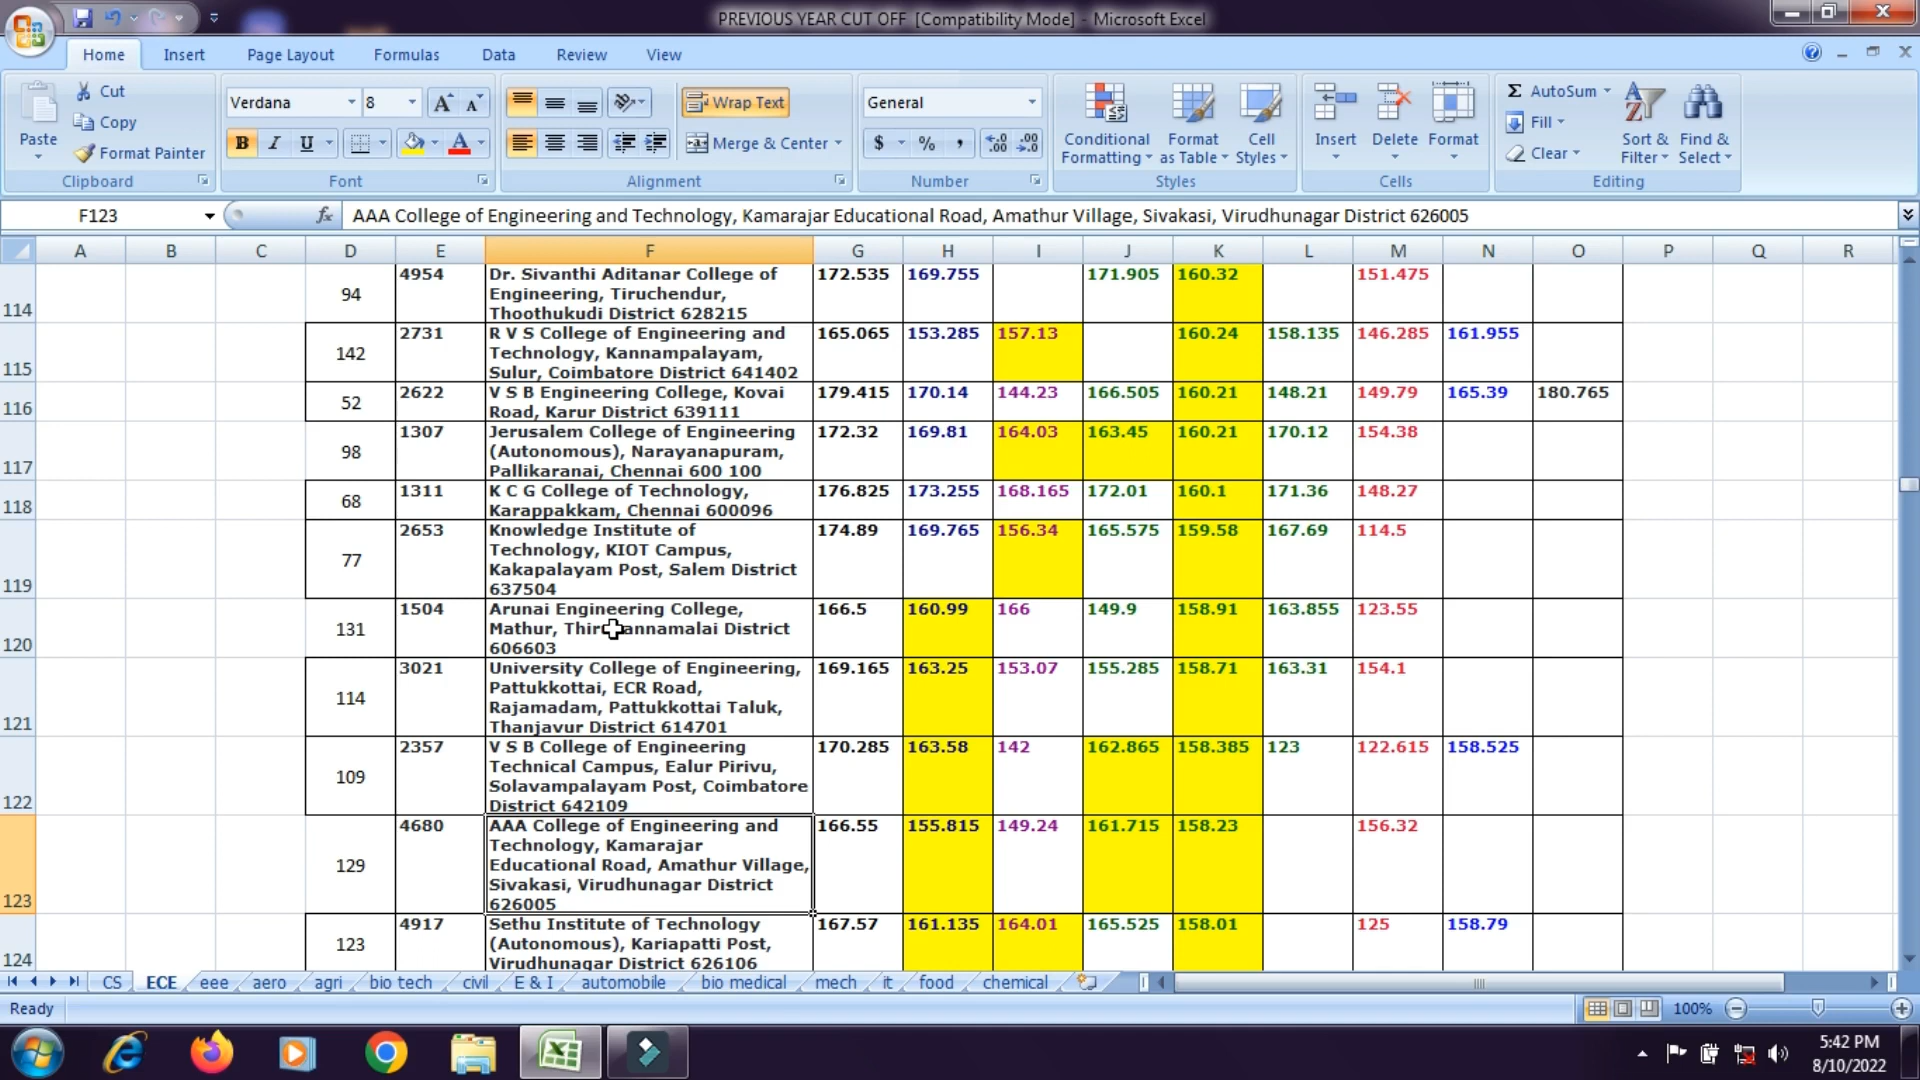 PREVIOUS YEAR CUT OFF [Compatibility Mode] - Microsoft Excel
Home Insert Page Layout Formulas Data Review View
Paste
Cut
Copy
Format Painter
Clipboard
Verdana 8
B I U
Font
Wrap Text
Merge & Center
Alignment
General
$ % ,
Number
Conditional Formatting
Format as Table
Cell Styles
Styles
Insert Delete Format
Cells
AutoSum
Fill
Clear
Sort & Filter
Find & Select
Editing
F123 fx AAA College of Engineering and Technology, Kamarajar Educational Road, Amathur Village, Sivakasi, Virudhunagar District 626005
A B C D E F G H I J K L M N O P Q R
114 94 4954 Dr. Sivanthi Aditanar College of 172.535 169.755 171.905 160.32 151.475
Engineering, Tiruchendur,
Thoothukudi District 628215
115 142 2731 R V S College of Engineering and 165.065 153.285 157.13 160.24 158.135 146.285 161.955
Technology, Kannampalayam,
Sulur, Coimbatore District 641402
116 52 2622 V S B Engineering College, Kovai 179.415 170.14 144.23 166.505 160.21 148.21 149.79 165.39 180.765
Road, Karur District 639111
117 98 1307 Jerusalem College of Engineering 172.32 169.81 164.03 163.45 160.21 170.12 154.38
(Autonomous), Narayanapuram,
Pallikaranai, Chennai 600 100
118 68 1311 K C G College of Technology, 176.825 173.255 168.165 172.01 160.1 171.36 148.27
Karappakkam, Chennai 600096
119 77 2653 Knowledge Institute of 174.89 169.765 156.34 165.575 159.58 167.69 114.5
Technology, KIOT Campus,
Kakapalayam Post, Salem District
637504
120 131 1504 Arunai Engineering College, 166.5 160.99 166 149.9 158.91 163.855 123.55
Mathur, District
606603
121 114 3021 University College of Engineering, 169.165 163.25 153.07 155.285 158.71 163.31 154.1
Pattukkottai, ECR Road,
Rajamadam, Pattukkottai Taluk,
Thanjavur District 614701
122 109 2357 V S B College of Engineering 170.285 163.58 142 162.865 158.385 123 122.615 158.525
Technical Campus, Ealur Pirivu,
Solavampalayam Post, Coimbatore
District 642109
123 129 4680 AAA College of Engineering and 166.55 155.815 149.24 161.715 158.23 156.32
Technology, Kamarajar
Educational Road, Amathur Village,
Sivakasi, Virudhunagar District
626005
124 123 4917 Sethu Institute of Technology 167.57 161.135 164.01 165.525 158.01 125 158.79
(Autonomous), Kariapatti Post,
Virudhunagar District 626106
CS ECE eee aero agri bio tech civil E & I automobile bio medical mech it food chemical
Ready 100%
5:42 PM
8/10/2022